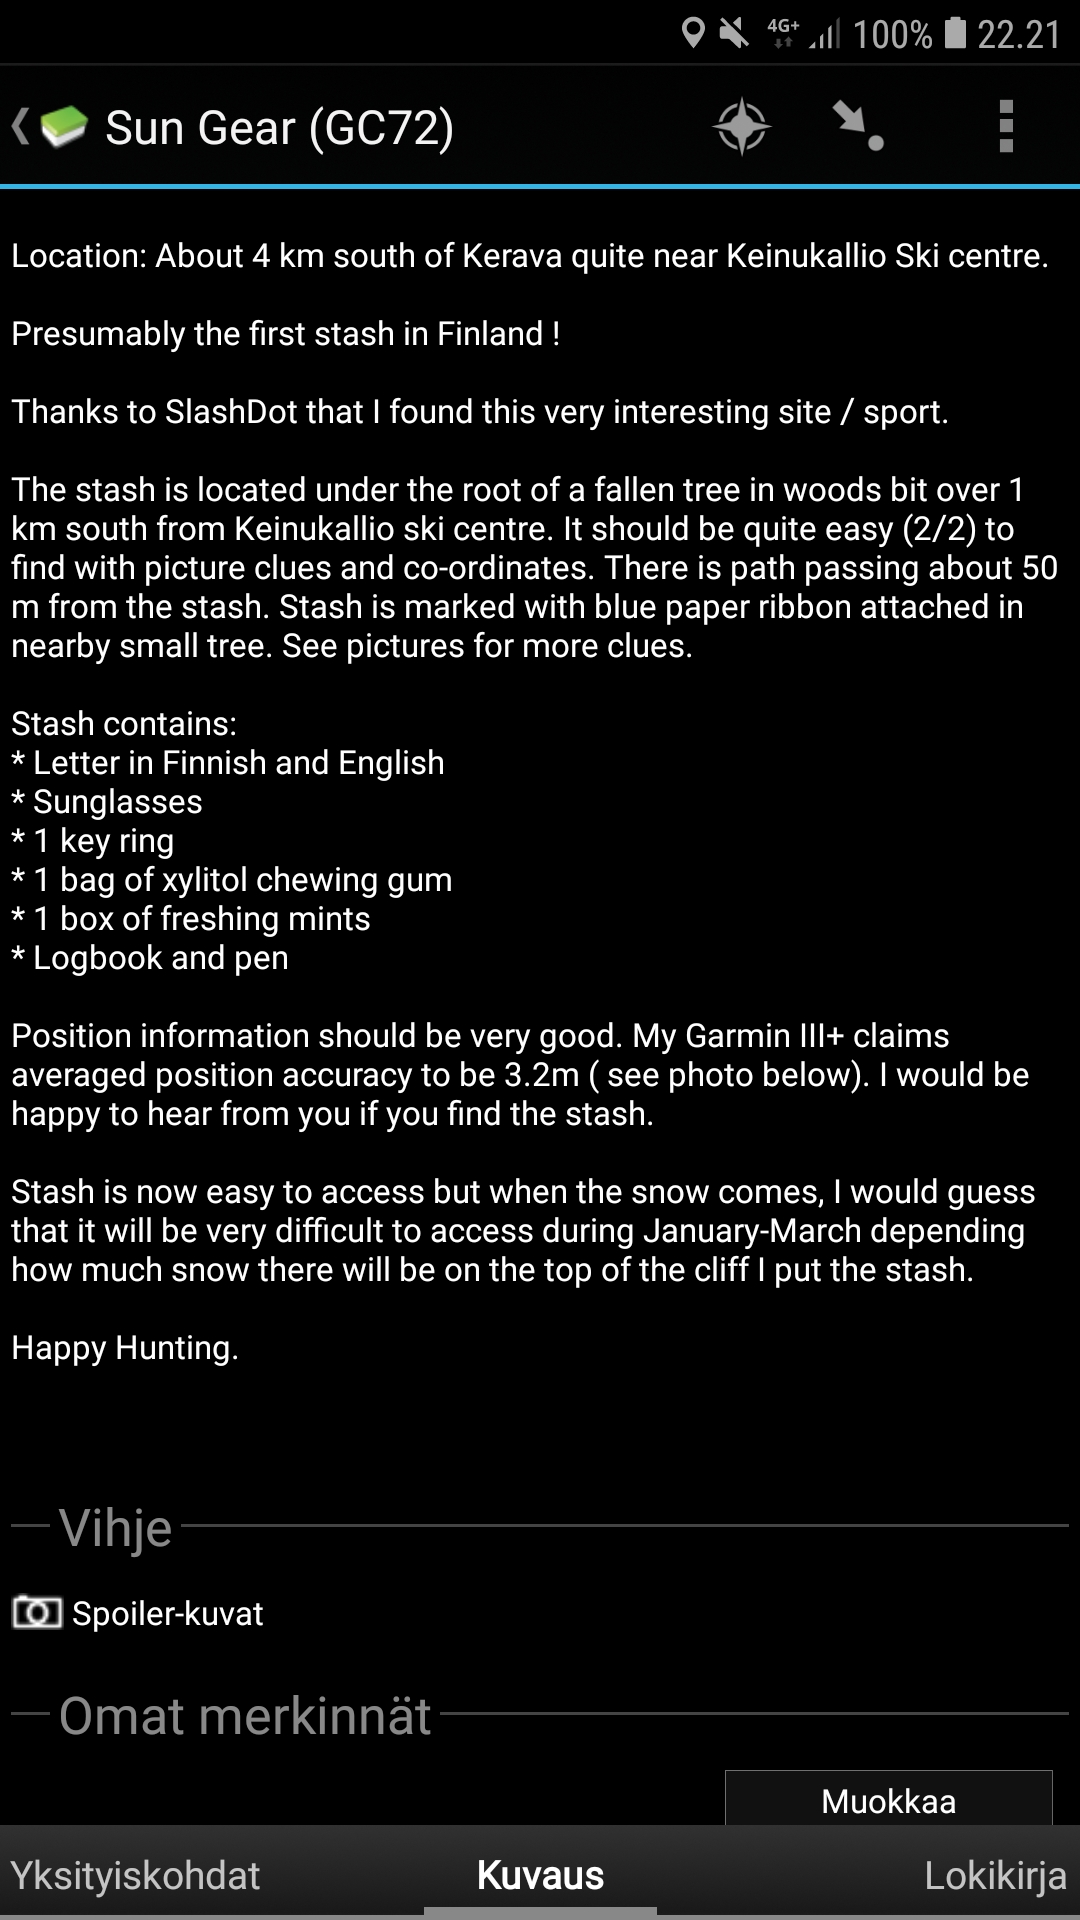 4G+ 100% 22.21
Sun Gear (GC72)
Location: About 4 km south of Kerava quite near Keinukallio Ski centre.
Presumably the first stash in Finland !
Thanks to SlashDot that I found this very interesting site / sport.
The stash is located under the root of a fallen tree in woods bit over 1
km south from Keinukallio ski centre. It should be quite easy (2/2) to
find with picture clues and co-ordinates. There is path passing about 50
m from the stash. Stash is marked with blue paper ribbon attached in
nearby small tree. See pictures for more clues.
Stash contains:
* Letter in Finnish and English
* Sunglasses
* 1 key ring
* 1 bag of xylitol chewing gum
* 1 box of freshing mints
* Logbook and pen
Position information should be very good. My Garmin III+ claims
averaged position accuracy to be 3.2m ( see photo below). I would be
happy to hear from you if you find the stash.
Stash is now easy to access but when the snow comes, I would guess
that it will be very difficult to access during January-March depending
how much snow there will be on the top of the cliff I put the stash.
Happy Hunting.
Vihje
Spoiler-kuvat
Omat merkinnät
Muokkaa
Yksityiskohdat Kuvaus Lokikirja